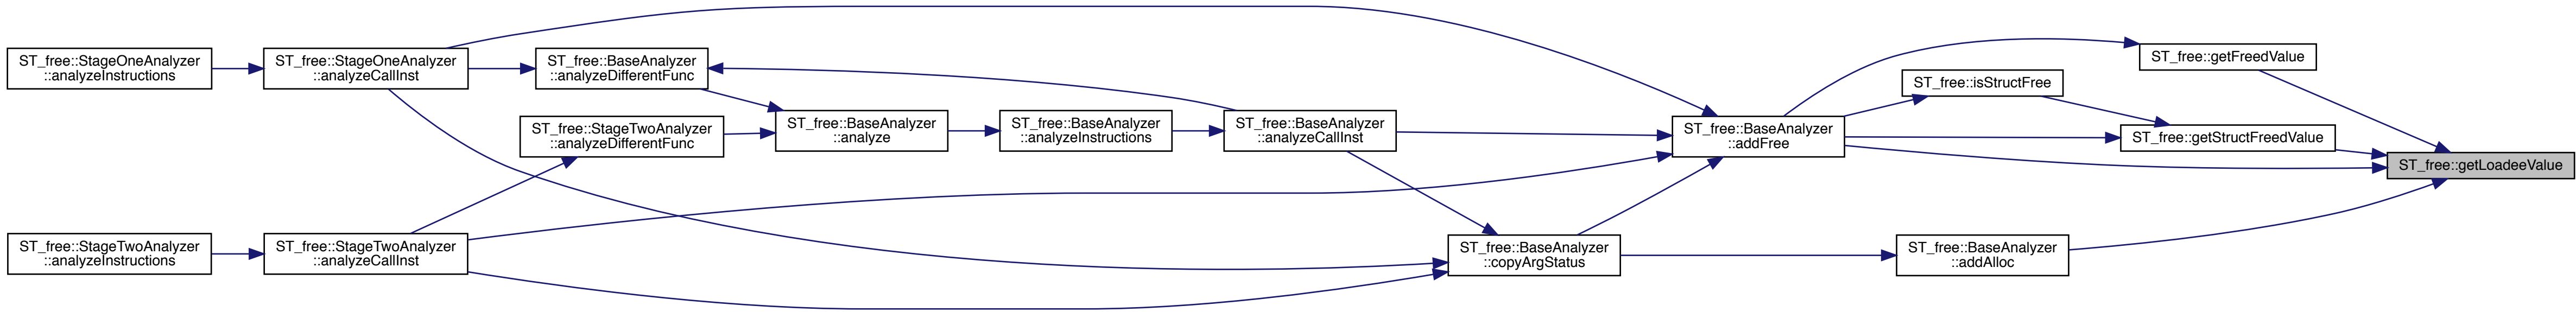 ST_free::StageOneAnalyzer
::analyzeInstructions
ST_free::StageOneAnalyzer
::analyzeCallInst
ST_free::BaseAnalyzer
::analyzeDifferentFunc
ST_free::StageTwoAnalyzer
::analyzeDifferentFunc
ST_free::BaseAnalyzer
::analyze
ST_free::BaseAnalyzer
::analyzeInstructions
ST_free::BaseAnalyzer
::analyzeCallInst
ST_free::BaseAnalyzer
::addFree
ST_free::isStructFree
ST_free::getFreedValue
ST_free::getStructFreedValue
ST_free::getLoadeeValue
ST_free::StageTwoAnalyzer
::analyzeInstructions
ST_free::StageTwoAnalyzer
::analyzeCallInst
ST_free::BaseAnalyzer
::copyArgStatus
ST_free::BaseAnalyzer
::addAlloc